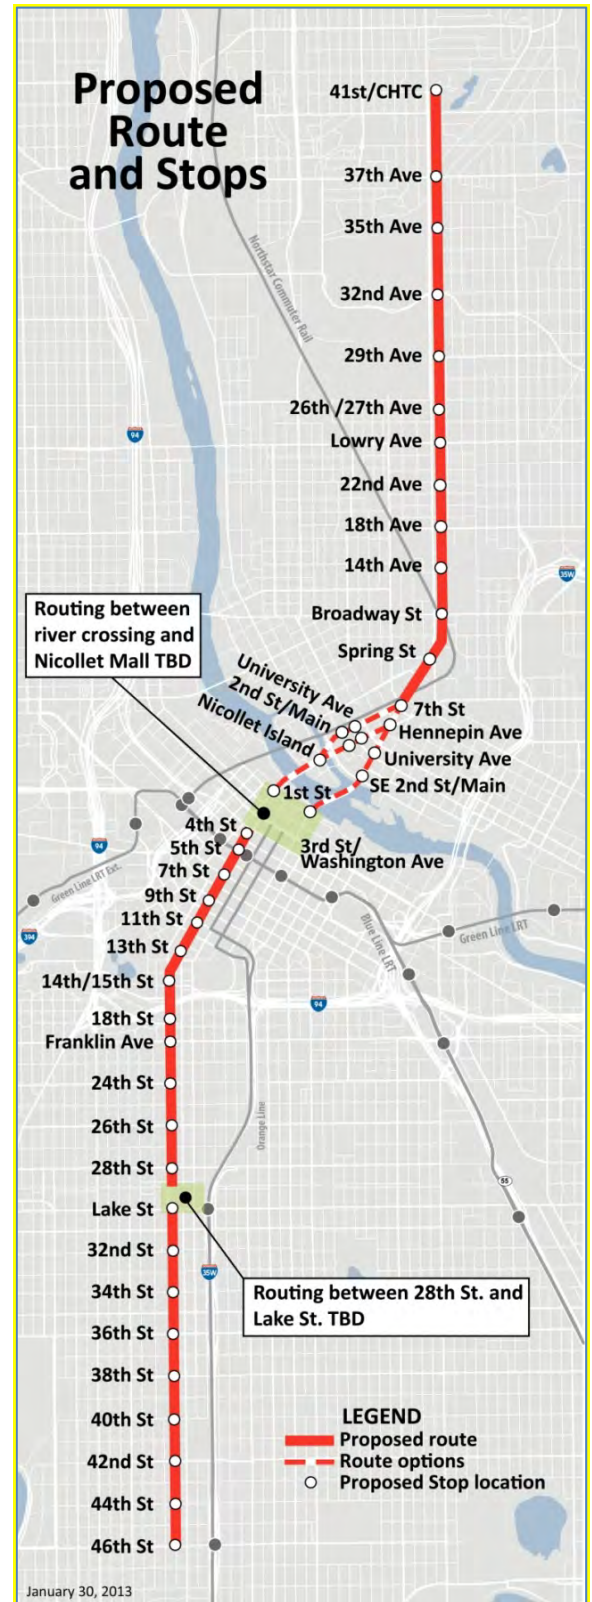 Proposed
Route
and Stops
41st/CHTC
37th Ave
35th Ave
Northstar Commuter Rail
32nd Ave
29th Ave
26th /27th Ave
94
Lowry Ave
22nd Ave
18th Ave
14th Ave
35W
Routing between
river crossing and
Nicollet Mall TBD
Broadway St
Spring St
University Ave
2nd St/Main
Nicollet Island
7th St
Hennepin Ave
University Ave
SE 2nd St/Main
1st St
3rd St/
Washington Ave
4th St
5th St
94
7th St
Green Line LRT Ext.
9th St
11th St
Blue Line LRT
Green Line LRT
394
13th St
14th/15th St
94
18th St
Franklin Ave
24th St
26th St
Orange Line
28th St
55
Lake St
32nd St
35W
34th St
Routing between 28th St. and
Lake St. TBD
36th St
38th St
40th St
42nd St
44th St
46th St
LEGEND
Proposed route
Route options
Proposed Stop location
January 30, 2013